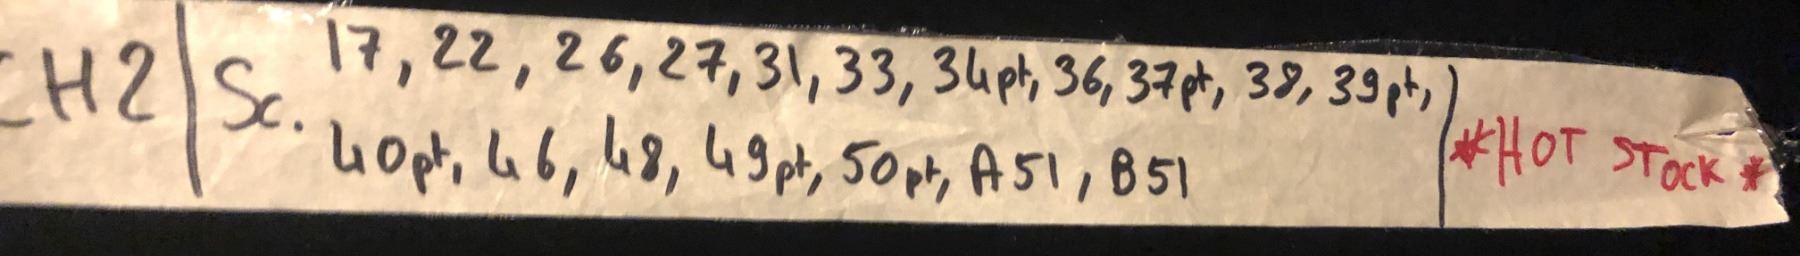 H2 Sc. 17, 22, 26, 27, 31, 33, 34pt, 36, 37pt, 38, 39pt,
40pt, 46, 48, 49pt, 50pt, A51, B51
*HOT STOCK*